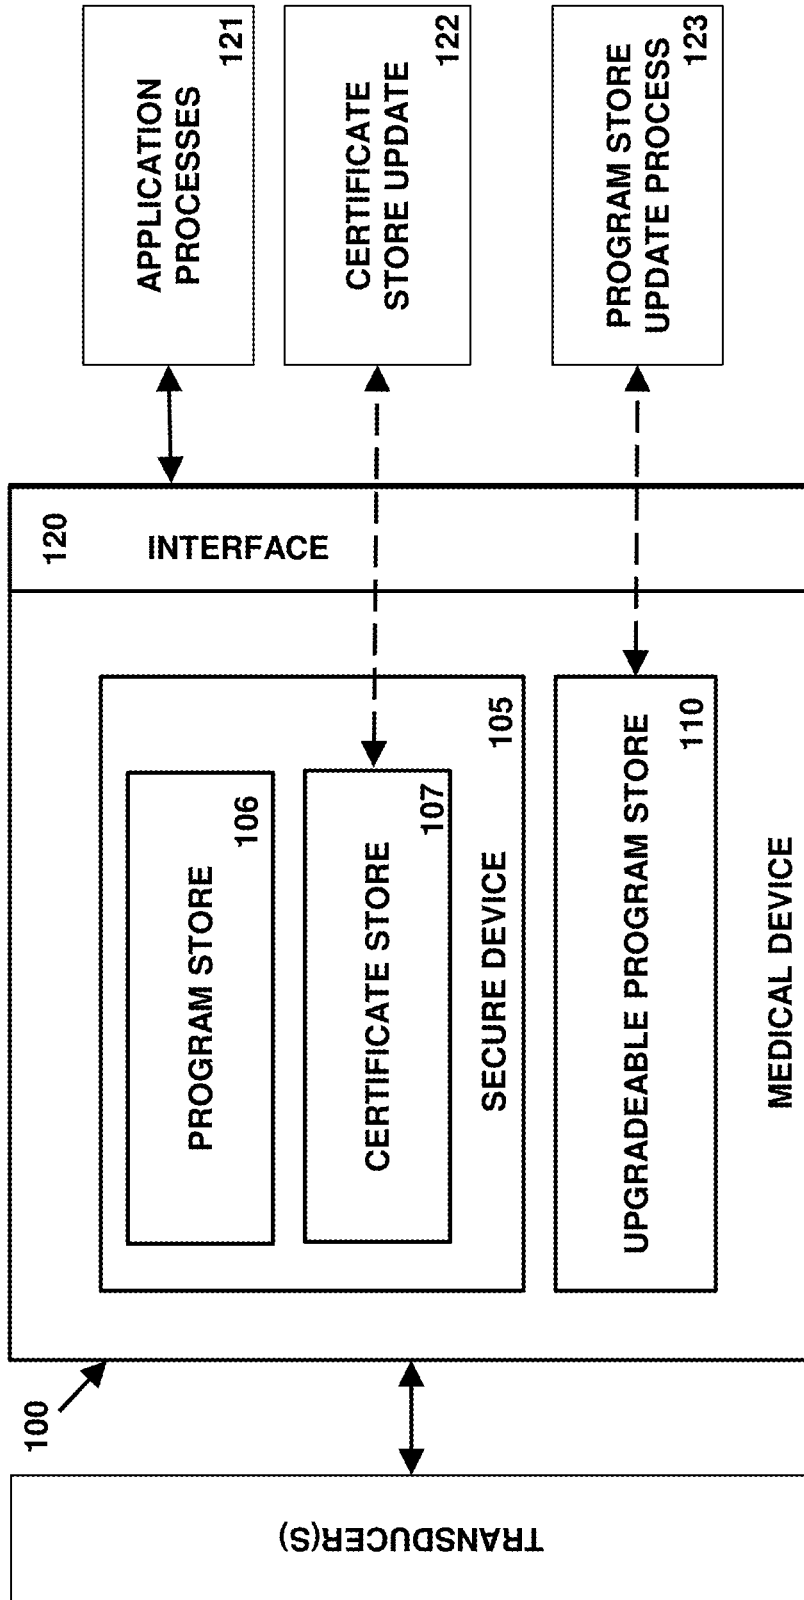 APPLICATION
PROCESSES
121
CERTIFICATE
STORE UPDATE
122
PROGRAM STORE
UPDATE PROCESS
123
120
INTERFACE
PROGRAM STORE
106
CERTIFICATE STORE
107
SECURE DEVICE
105
UPGRADEABLE PROGRAM STORE
110
MEDICAL DEVICE
100
TRANSDUCER(S)